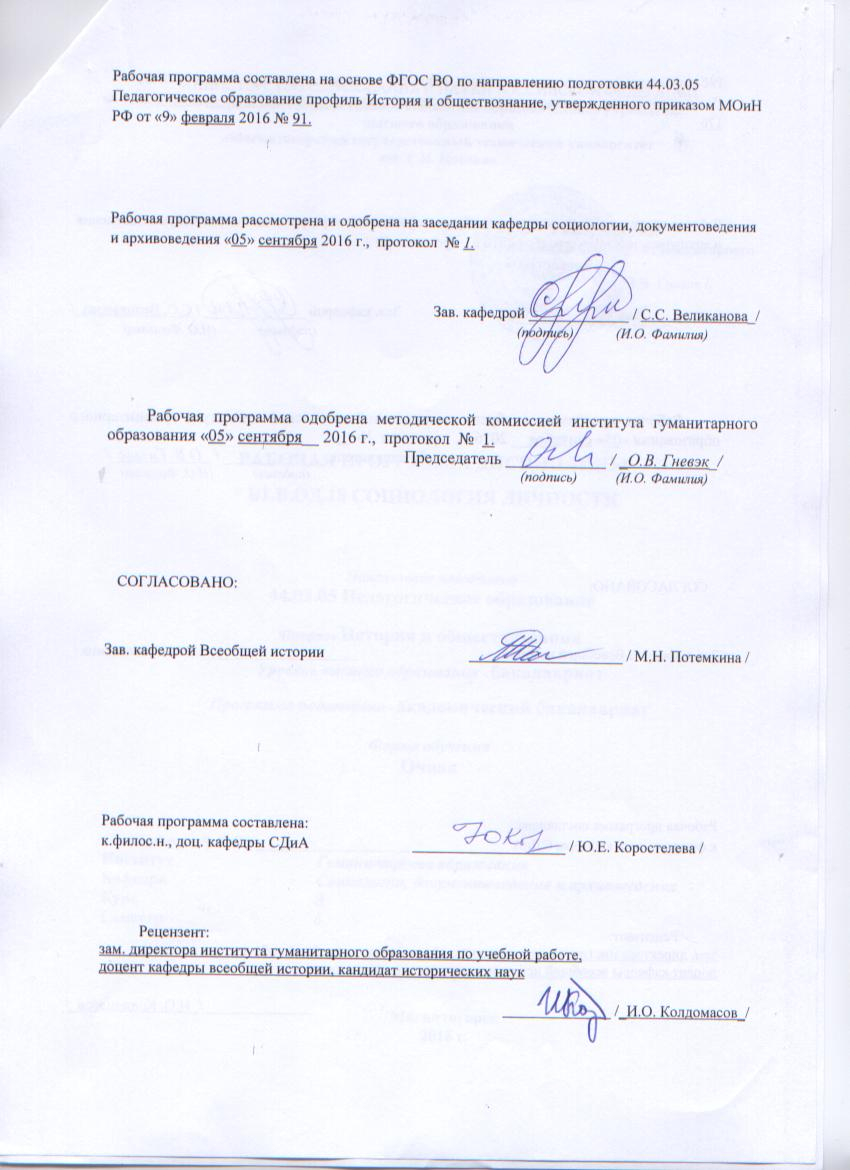 Рабочая программа составлена на основе ФГОС ВО по направлению подготовки 44.03.05
Педагогическое образование профиль История и обществознание, утвержденного приказом МОиН
РФ от «9» февраля 2016 № 91.
Рабочая программа рассмотрена и одобрена на заседании кафедры социологии, документоведения
и архивоведения «05» сентября 2016 г., протокол № 1.
Зав. кафедрой / С.С. Великанова /
(подпись) (И.О. Фамилия)
Рабочая программа одобрена методической комиссией института гуманитарного
образования «05» сентября 2016 г., протокол № 1.
Председатель / О.В. Гневэк /
(подпись) (И.О. Фамилия)
СОГЛАСОВАНО:
Зав. кафедрой Всеобщей истории / М.Н. Потемкина /
Рабочая программа составлена:
к.филос.н., доц. кафедры СДиА / Ю.Е. Коростелева /
Рецензент:
зам. директора института гуманитарного образования по учебной работе,
доцент кафедры всеобщей истории, кандидат исторических наук
/ И.О. Колдомасов /